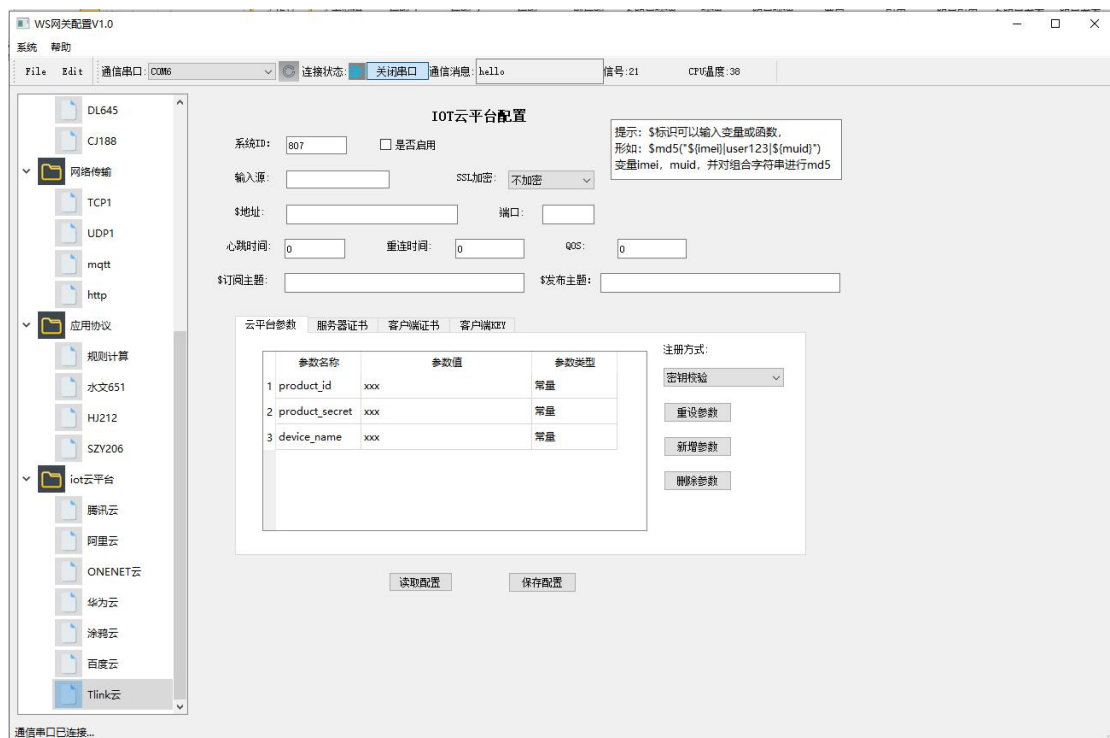 WS网关配置V1.0
系统 帮助
File Edit 通信串口: COM6 连接状态: 关闭串口 通信消息: hello 信号:21 CPU温度:38
DL645
CJ188
网络传输
TCP1
UDP1
mqtt
http
应用协议
规则计算
水文651
HJ212
SZY206
iot云平台
腾讯云
阿里云
ONENET云
华为云
涂鸦云
百度云
Tlink云
IOT云平台配置
提示：$标识可以输入变量或函数,
形如：$md5("${imei}|user123|${muid}")
变量imei，muid，并对组合字符串进行md5
系统ID: 807 是否启用
输入源: SSL加密: 不加密
$地址: 端口:
心跳时间: 0 重连时间: 0 QOS: 0
$订阅主题: $发布主题:
云平台参数 服务器证书 客户端证书 客户端KEY
参数名称 参数值 参数类型
1 product_id xxx 常量
2 product_secret xxx 常量
3 device_name xxx 常量
注册方式:
密钥校验
重设参数
新增参数
删除参数
读取配置 保存配置
通信串口已连接...